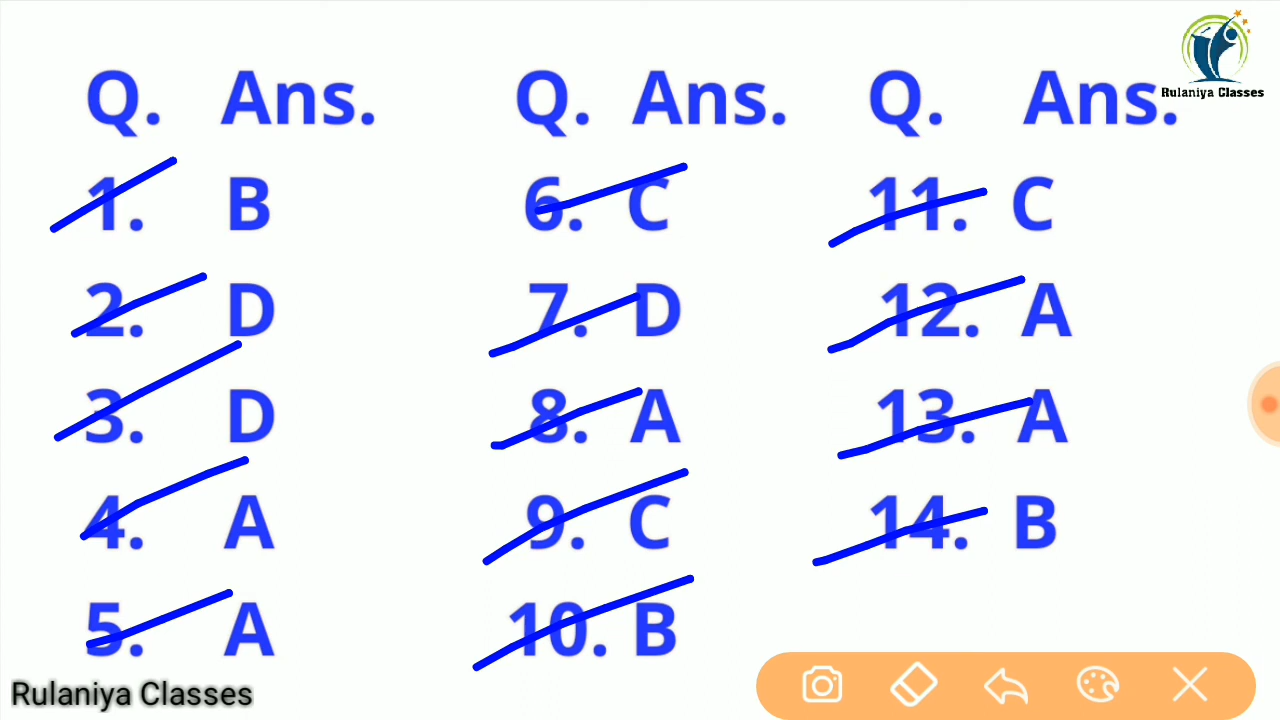 Rulaniya Classes
Q. Ans. Q. Ans. Q. Ans.
1. B 6. C 11. C
2. D 7. D 12. A
3. D 8. A 13. A
4. A 9. C 14. B
5. A 10. B
Rulaniya Classes